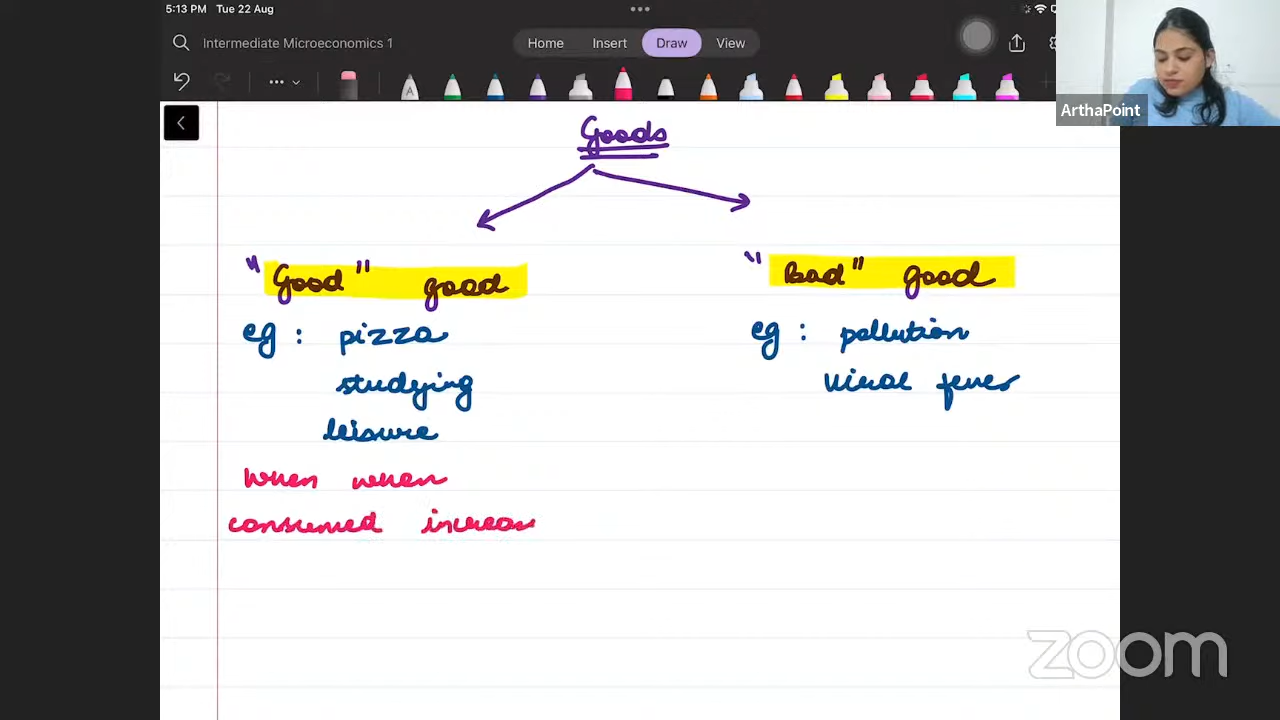 5:13 PM Tue 22 Aug
Intermediate Microeconomics 1
Home Insert Draw View
A
ArthaPoint
Goods
"Good" good
"Bad" good
eg : pizza
studying
leisure
eg : pollution
viral fever
When when
consumed increas
zoom